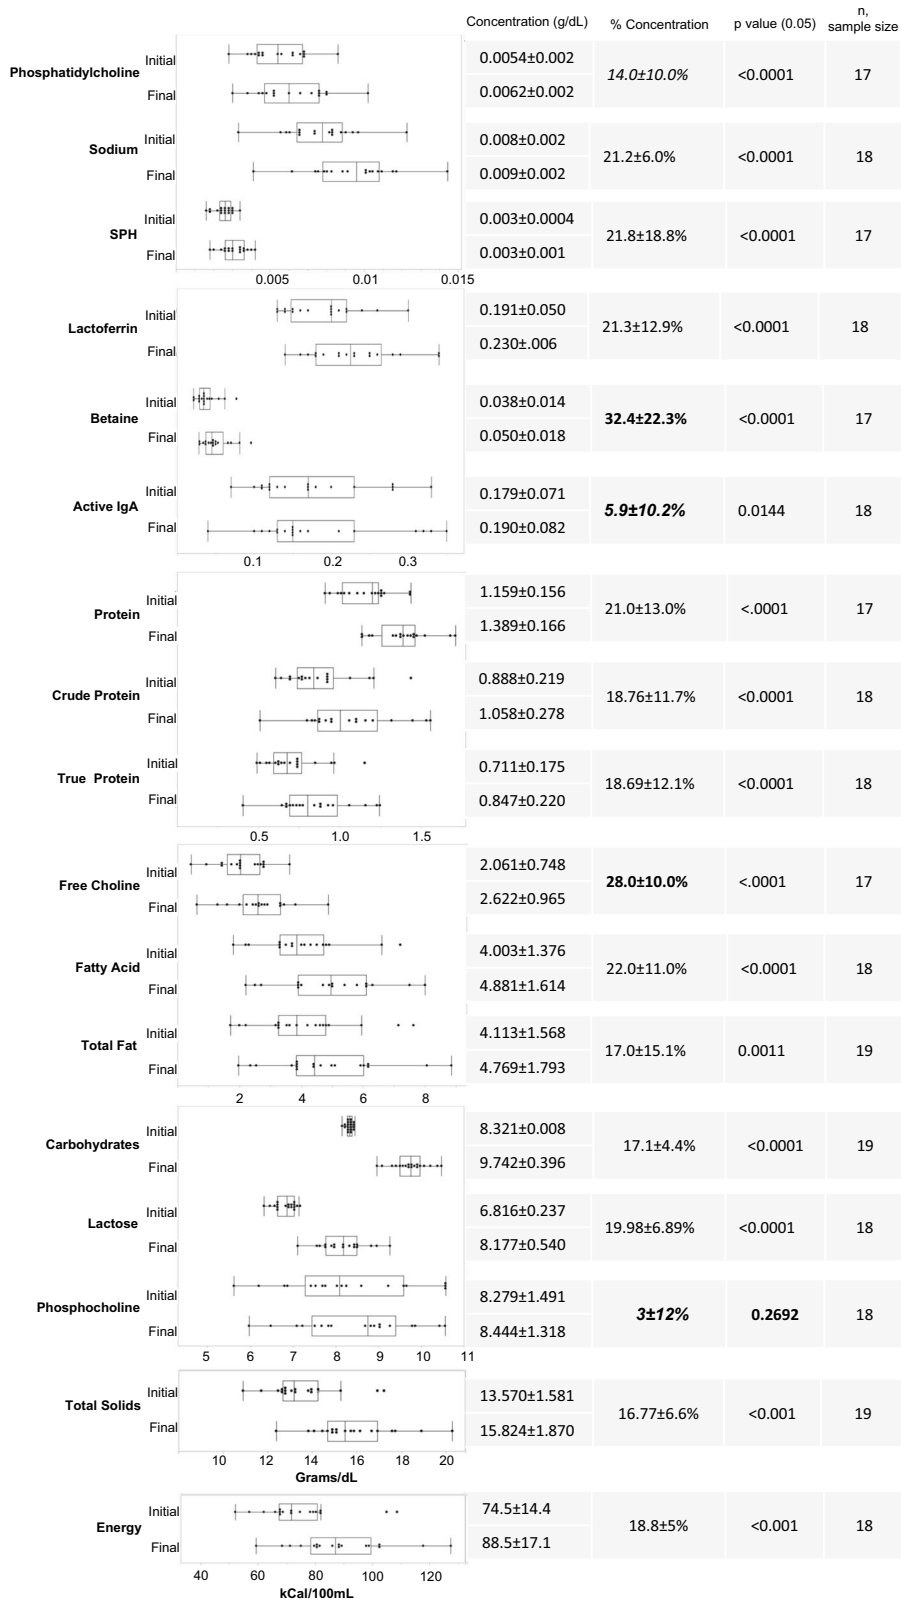 Concentration (g/dL) % Concentration p value (0.05) n, sample size
Phosphatidylcholine
Initial 0.0054±0.002
Final 0.0062±0.002
14.0±10.0% <0.0001 17
Sodium
Initial 0.008±0.002
Final 0.009±0.002
21.2±6.0% <0.0001 18
SPH
Initial 0.003±0.0004
Final 0.003±0.001
21.8±18.8% <0.0001 17
0.005 0.01 0.015
Lactoferrin
Initial 0.191±0.050
Final 0.230±.006
21.3±12.9% <0.0001 18
Betaine
Initial 0.038±0.014
Final 0.050±0.018
32.4±22.3% <0.0001 17
Active IgA
Initial 0.179±0.071
Final 0.190±0.082
5.9±10.2% 0.0144 18
0.1 0.2 0.3
Protein
Initial 1.159±0.156
Final 1.389±0.166
21.0±13.0% <.0001 17
Crude Protein
Initial 0.888±0.219
Final 1.058±0.278
18.76±11.7% <0.0001 18
True Protein
Initial 0.711±0.175
Final 0.847±0.220
18.69±12.1% <0.0001 18
0.5 1.0 1.5
Free Choline
Initial 2.061±0.748
Final 2.622±0.965
28.0±10.0% <.0001 17
Fatty Acid
Initial 4.003±1.376
Final 4.881±1.614
22.0±11.0% <0.0001 18
Total Fat
Initial 4.113±1.568
Final 4.769±1.793
17.0±15.1% 0.0011 19
2 4 6 8
Carbohydrates
Initial 8.321±0.008
Final 9.742±0.396
17.1±4.4% <0.0001 19
Lactose
Initial 6.816±0.237
Final 8.177±0.540
19.98±6.89% <0.0001 18
Phosphocholine
Initial 8.279±1.491
Final 8.444±1.318
3±12% 0.2692 18
5 6 7 8 9 10 11
Total Solids
Initial 13.570±1.581
Final 15.824±1.870
16.77±6.6% <0.001 19
10 12 14 16 18 20
Grams/dL
Energy
Initial 74.5±14.4
Final 88.5±17.1
18.8±5% <0.001 18
40 60 80 100 120
kCal/100mL